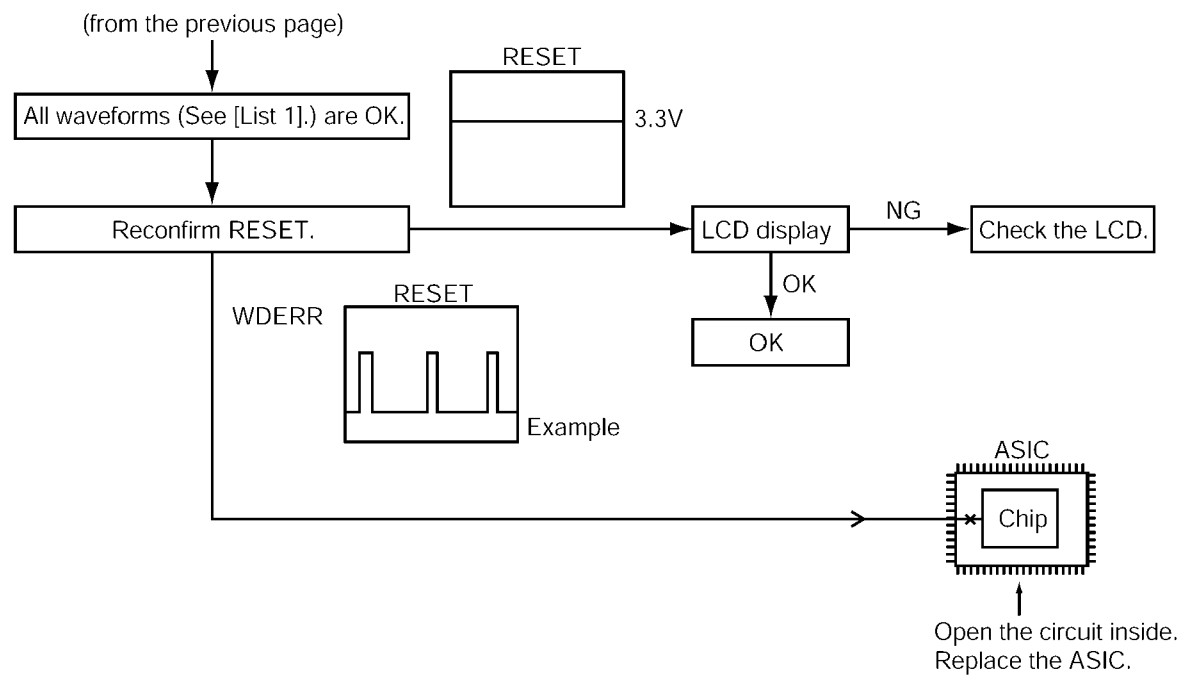 (from the previous page)
RESET
All waveforms (See [List 1].) are OK.
3.3V
Reconfirm RESET.
LCD display
NG
Check the LCD.
OK
OK
WDERR
RESET
Example
ASIC
Chip
Open the circuit inside.
Replace the ASIC.